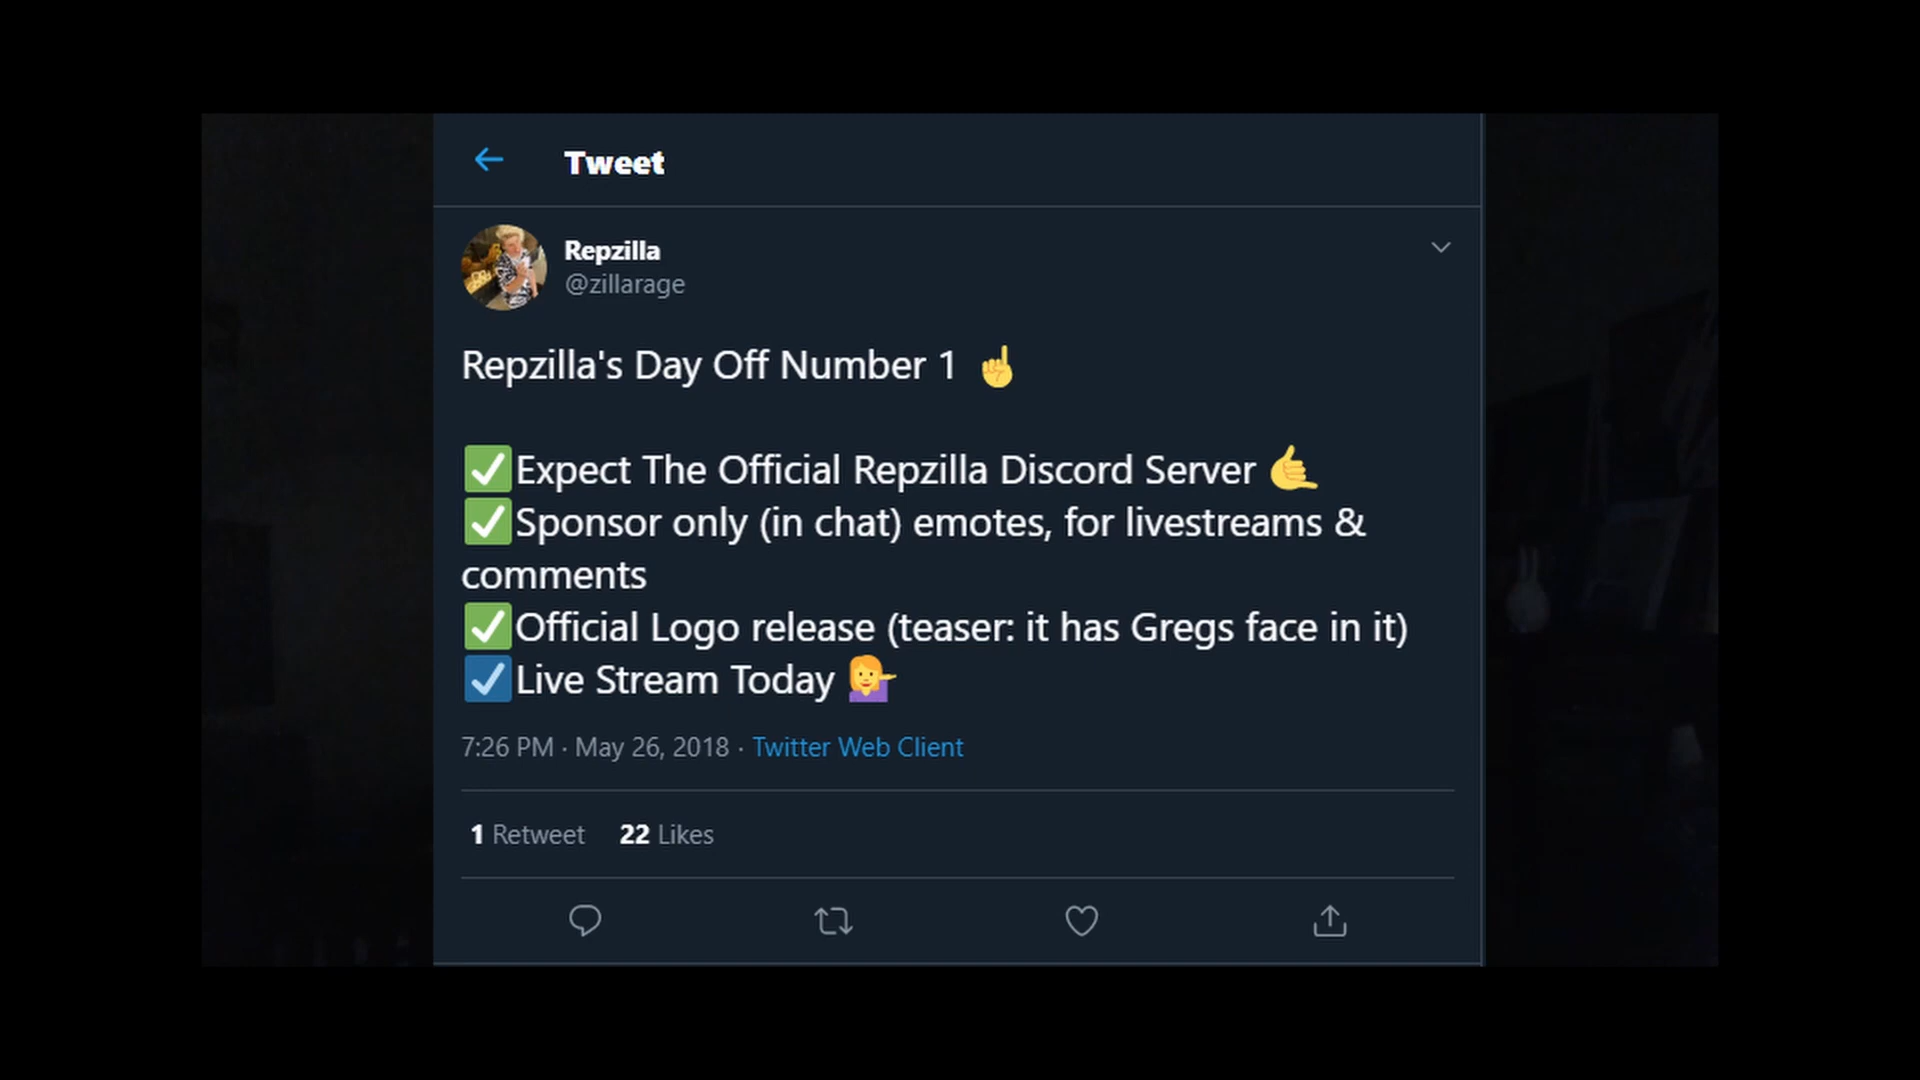 Tweet
Repzilla
@zillarage
Repzilla's Day Off Number 1 ☝
✅Expect The Official Repzilla Discord Server 🤙
✅Sponsor only (in chat) emotes, for livestreams &
comments
✅Official Logo release (teaser: it has Gregs face in it)
☑Live Stream Today 💁
7:26 PM · May 26, 2018 · Twitter Web Client
1 Retweet 22 Likes